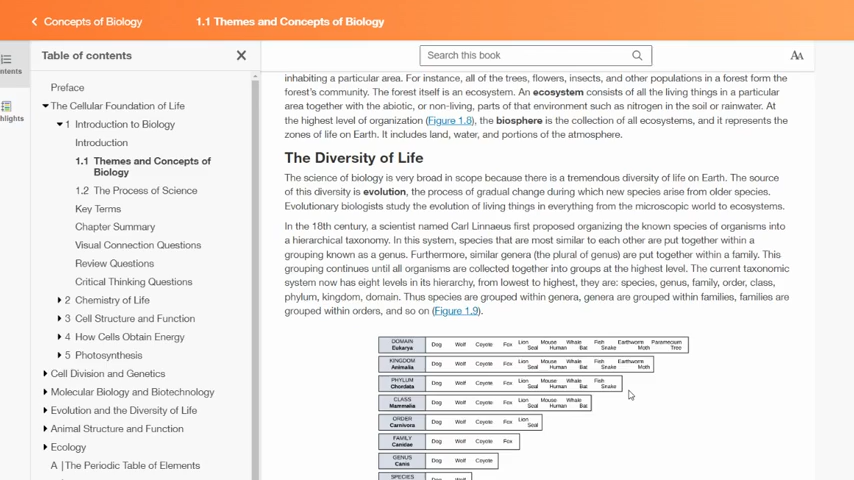 Concepts of Biology
1.1 Themes and Concepts of Biology
Table of contents
ntents
hlights
Preface
The Cellular Foundation of Life
1 Introduction to Biology
Introduction
1.1 Themes and Concepts of
Biology
1.2 The Process of Science
Key Terms
Chapter Summary
Visual Connection Questions
Review Questions
Critical Thinking Questions
2 Chemistry of Life
3 Cell Structure and Function
4 How Cells Obtain Energy
5 Photosynthesis
Cell Division and Genetics
Molecular Biology and Biotechnology
Evolution and the Diversity of Life
Animal Structure and Function
Ecology
A | The Periodic Table of Elements
Search this book
AA
inhabiting a particular area. For instance, all of the trees, flowers, insects, and other populations in a forest form the
forest's community. The forest itself is an ecosystem. An ecosystem consists of all the living things in a particular
area together with the abiotic, or non-living, parts of that environment such as nitrogen in the soil or rainwater. At
the highest level of organization (Figure 1.8), the biosphere is the collection of all ecosystems, and it represents the
zones of life on Earth. It includes land, water, and portions of the atmosphere.
The Diversity of Life
The science of biology is very broad in scope because there is a tremendous diversity of life on Earth. The source
of this diversity is evolution, the process of gradual change during which new species arise from older species.
Evolutionary biologists study the evolution of living things in everything from the microscopic world to ecosystems.
In the 18th century, a scientist named Carl Linnaeus first proposed organizing the known species of organisms into
a hierarchical taxonomy. In this system, species that are most similar to each other are put together within a
grouping known as a genus. Furthermore, similar genera (the plural of genus) are put together within a family. This
grouping continues until all organisms are collected together into groups at the highest level. The current taxonomic
system now has eight levels in its hierarchy, from lowest to highest, they are: species, genus, family, order, class,
phylum, kingdom, domain. Thus species are grouped within genera, genera are grouped within families, families are
grouped within orders, and so on (Figure 1.9).
DOMAIN Eukarya Dog Wolf Coyote Fox Lion Seal Mouse Human Whale Bat Fish Snake Earthworm Moth Paramecium Tree
KINGDOM Animalia Dog Wolf Coyote Fox Lion Seal Mouse Human Whale Bat Fish Snake Earthworm Moth
PHYLUM Chordata Dog Wolf Coyote Fox Lion Seal Mouse Human Whale Bat Fish Snake
CLASS Mammalia Dog Wolf Coyote Fox Lion Seal Mouse Human Whale Bat
ORDER Carnivora Dog Wolf Coyote Fox Lion Seal
FAMILY Canidae Dog Wolf Coyote Fox
GENUS Canis Dog Wolf Coyote
SPECIES Dog Wolf